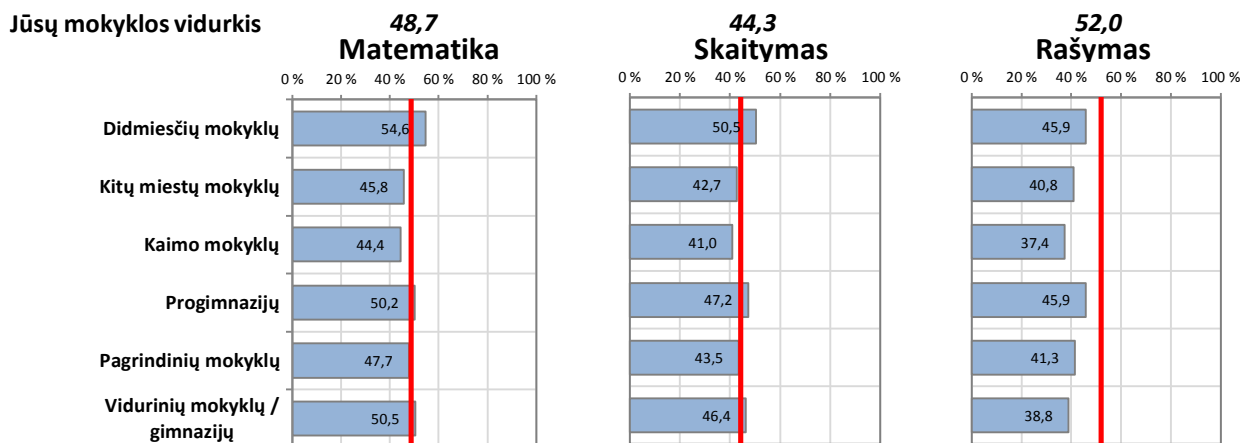 Jūsų mokyklos vidurkis 48,7 44,3 52,0
Matematika Skaitymas Rašymas
0 % 20 % 40 % 60 % 80 % 100 % 0 % 20 % 40 % 60 % 80 % 100 % 0 % 20 % 40 % 60 % 80 % 100 %
Didmiesčių mokyklų 54,6 50,5 45,9
Kitų miestų mokyklų 45,8 42,7 40,8
Kaimo mokyklų 44,4 41,0 37,4
Progimnazijų 50,2 47,2 45,9
Pagrindinių mokyklų 47,7 43,5 41,3
Vidurinių mokyklų /
gimnazijų 50,5 46,4 38,8